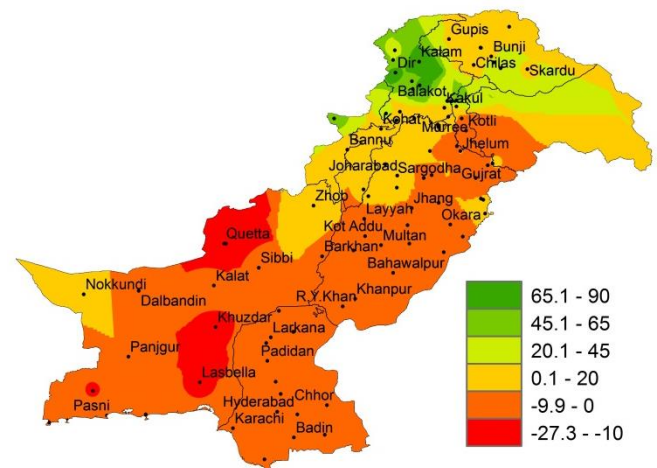 Gupis
Kalam
Bunji
Dir
Chilas
Skardu
Balakot
Kakul
Kohat
Murree
Kotli
Bannu
Jhelum
Joharabad
Sargodha
Gujrat
Zhob
Layyah
Jhang
Okara
Kot Addu
Quetta
Multan
Barkhan
Sibbi
Bahawalpur
Kalat
Nokkundi
Dalbandin
R.Y.Khan
Khanpur
Khuzdar
Larkana
Panjgur
Padidan
Lasbella
Pasni
Hyderabad
Chhor
Karachi
Badin
65.1 - 90
45.1 - 65
20.1 - 45
0.1 - 20
-9.9 - 0
-27.3 - -10